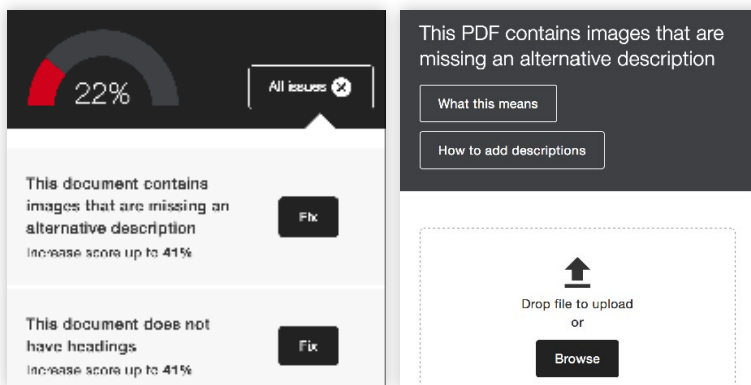 22%
All issues
This document contains
images that are missing an
alternative description
Fix
Increase score up to 41%
This document does not
have headings
Fix
Increase score up to 41%
This PDF contains images that are
missing an alternative description
What this means
How to add descriptions
Drop file to upload
or
Browse